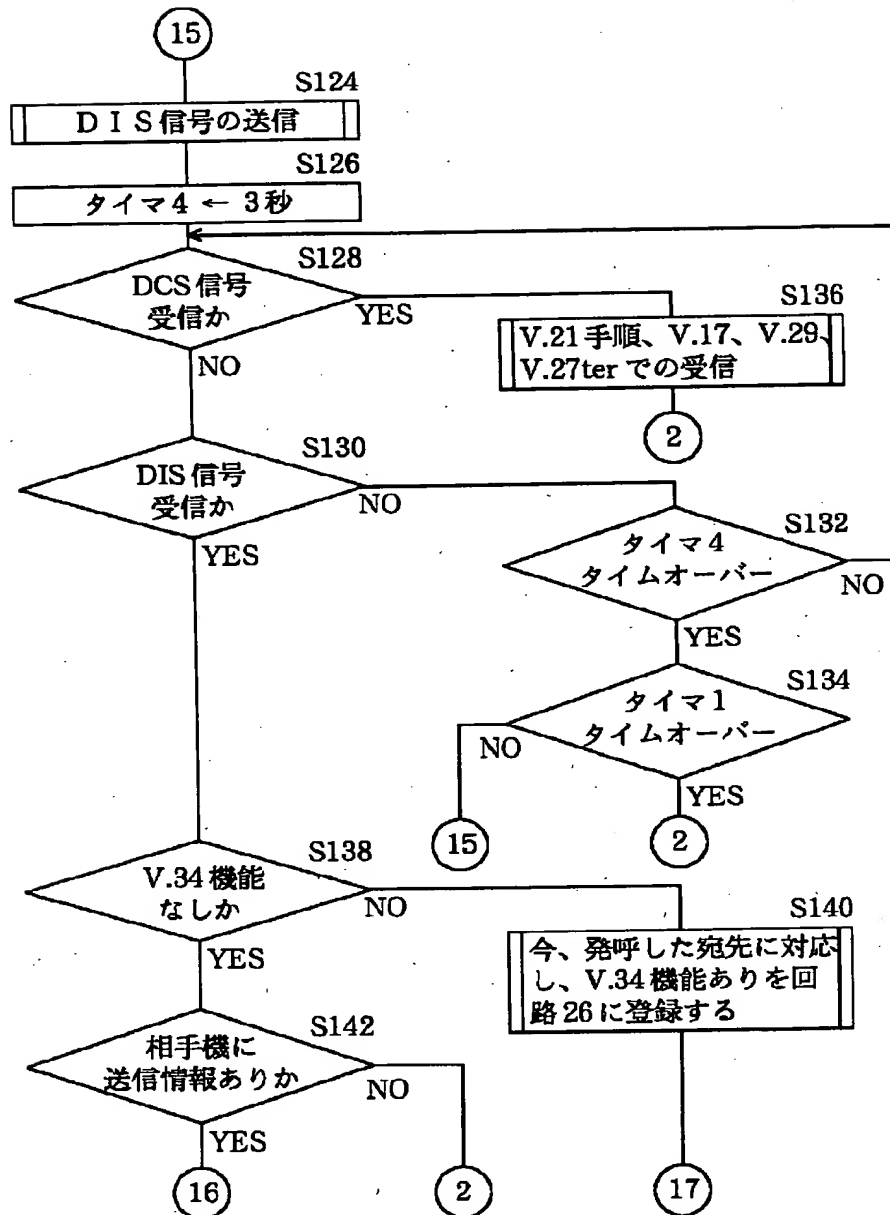 15
S124
DIS信号の送信
S126
タイマ4 ← 3秒
S128
DCS信号
受信か
YES
NO
S136
V.21手順、V.17、V.29、
V.27terでの受信
2
S130
DIS信号
受信か
NO
YES
S132
タイマ4
タイムオーバー
NO
YES
S134
タイマ1
タイムオーバー
NO
YES
15
2
S138
V.34機能
なしか
NO
YES
S140
今、発呼した宛先に対応
し、V.34機能ありを回
路26に登録する
S142
相手機に
送信情報ありか
NO
YES
16
2
17